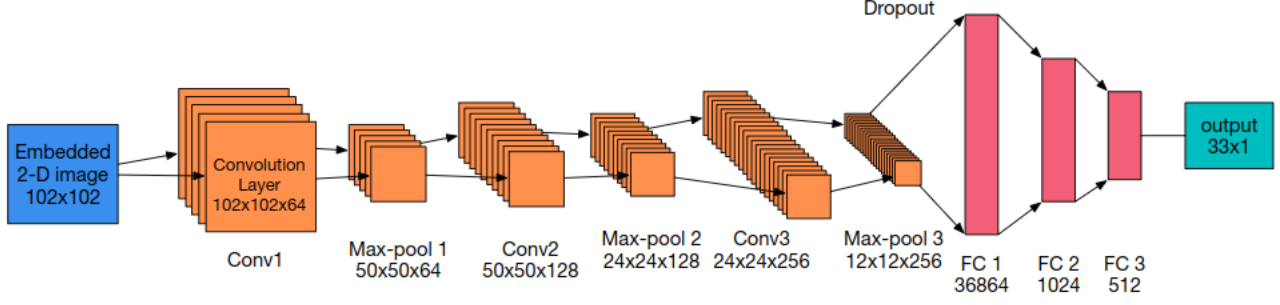 Dropout
Embedded
2-D image
102x102
Convolution
Layer
102x102x64
Conv1
Max-pool 1
50x50x64
Conv2
50x50x128
Max-pool 2
24x24x128
Conv3
24x24x256
Max-pool 3
12x12x256
FC 1
36864
FC 2
1024
FC 3
512
output
33x1